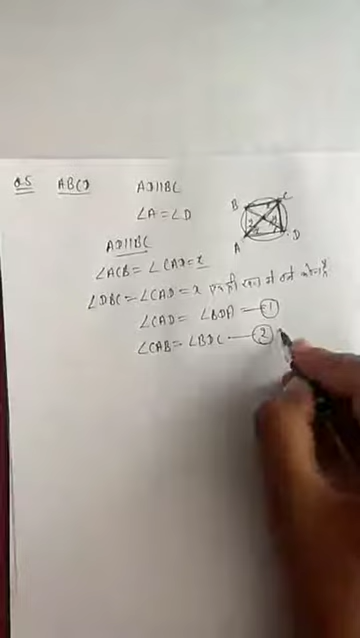 Q.5 ABCD AD||BC
∠A = ∠D
AD||BC
∠ACB = ∠CAD = x
∠DBC = ∠CAD = x एक ही खण्ड में बने कोण हैं
∠CAD = ∠BDA — ①
∠CAB = ∠BDC — ②
B C
A D